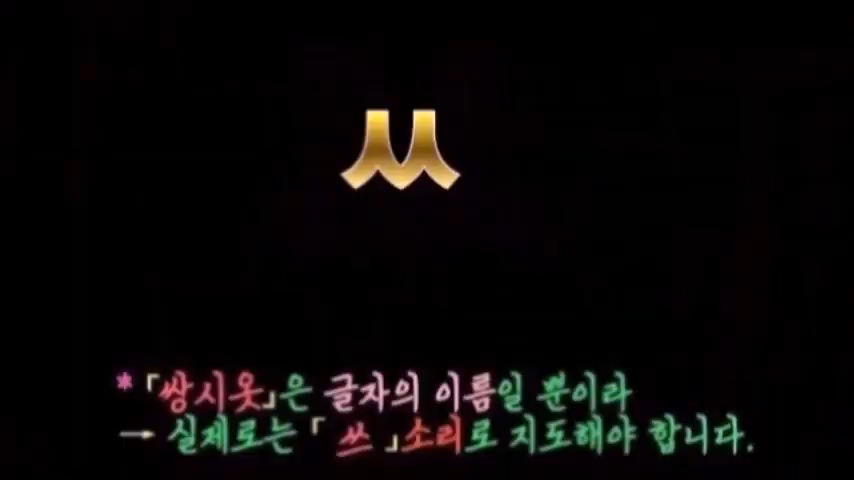 ㅆ
*「쌍시옷」은 글자의 이름일 뿐이라
→ 실제로는「 쓰 」소리로 지도해야 합니다.